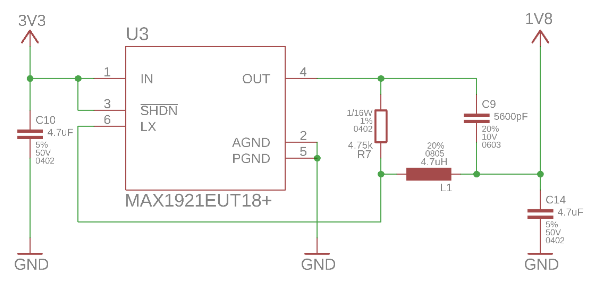 3V3
U3
1V8
1
IN
OUT
4
3
SHDN
6
LX
AGND
2
PGND
5
MAX1921EUT18+
C10
4.7uF
5%
50V
0402
1/16W
1%
0402
4.75k
R7
C9
5600pF
20%
10V
0603
20%
0805
4.7uH
L1
C14
4.7uF
5%
50V
0402
GND
GND
GND